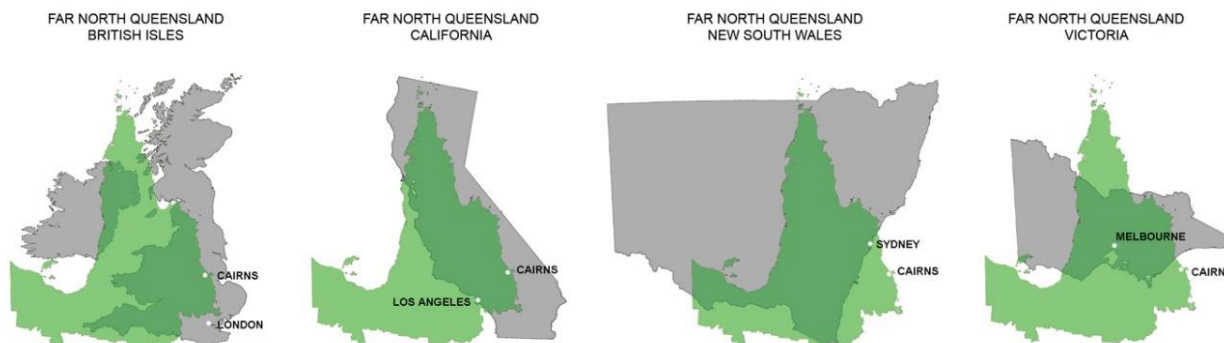 FAR NORTH QUEENSLAND
BRITISH ISLES
CAIRNS
LONDON
FAR NORTH QUEENSLAND
CALIFORNIA
CAIRNS
LOS ANGELES
FAR NORTH QUEENSLAND
NEW SOUTH WALES
SYDNEY
CAIRNS
FAR NORTH QUEENSLAND
VICTORIA
MELBOURNE
CAIRN